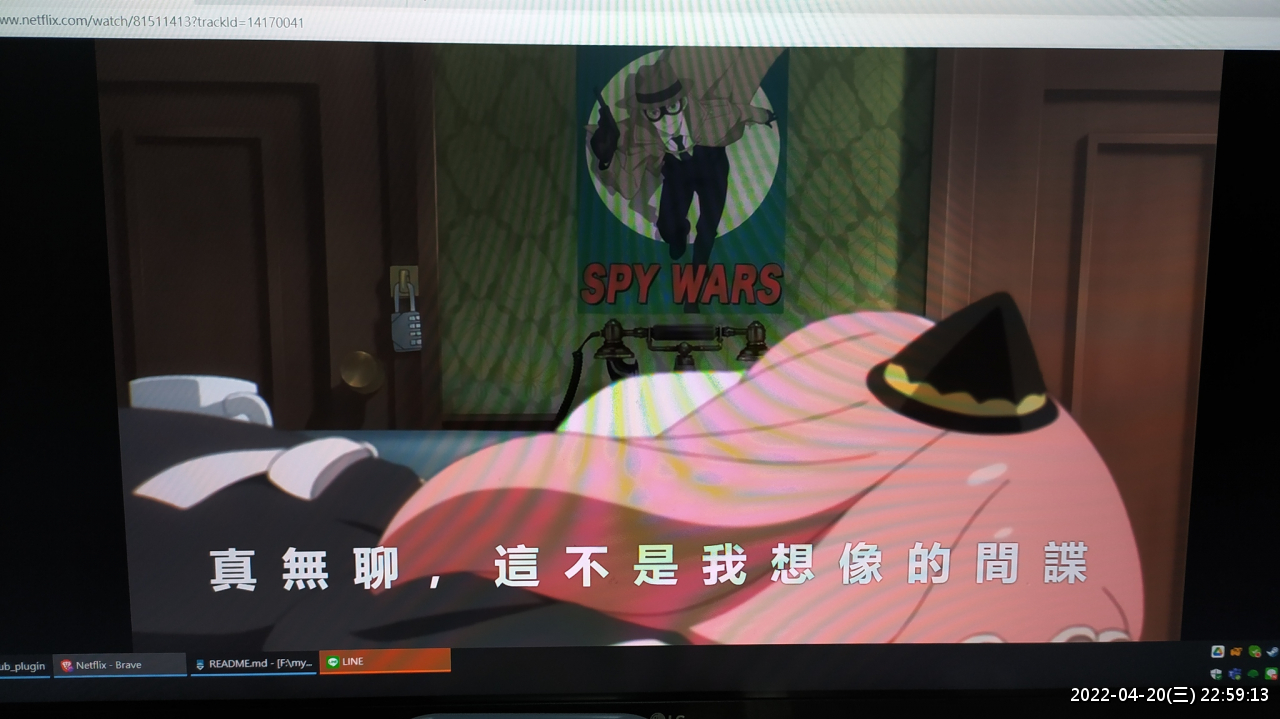 ww.netflix.com/watch/81511413?trackId=14170041
SPY WARS
真無聊，這不是我想像的間諜
ub_plugin
Netflix - Brave
README.md - [F:\my...
LINE
2022-04-20(三) 22:59:13